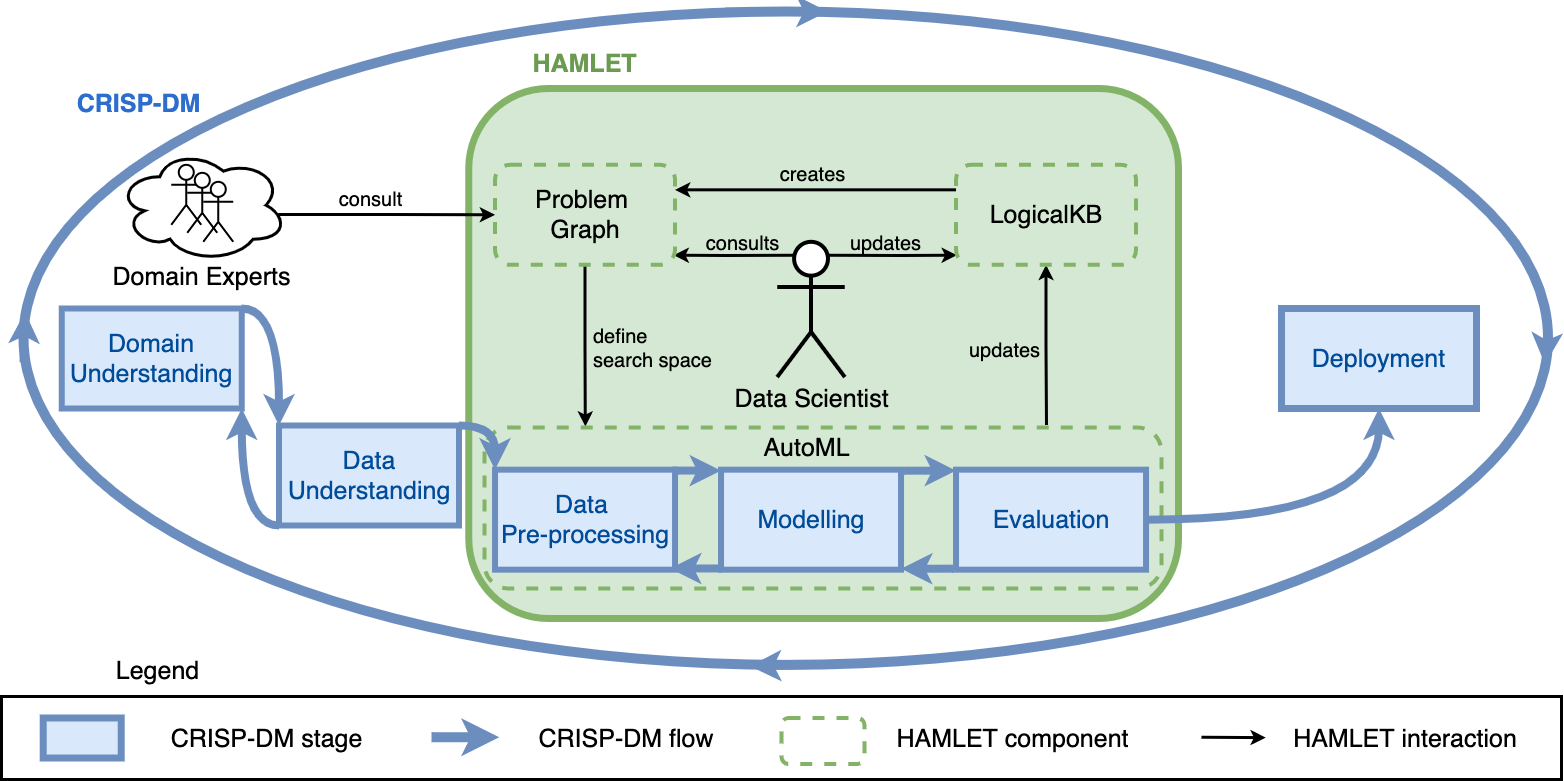 HAMLET
CRISP-DM
consult
Domain Experts
Problem
Graph
creates
LogicalKB
consults
updates
define
search space
Data Scientist
updates
Domain
Understanding
Data
Understanding
AutoML
Data
Pre-processing
Modelling
Evaluation
Deployment
Legend
CRISP-DM stage
CRISP-DM flow
HAMLET component
HAMLET interaction